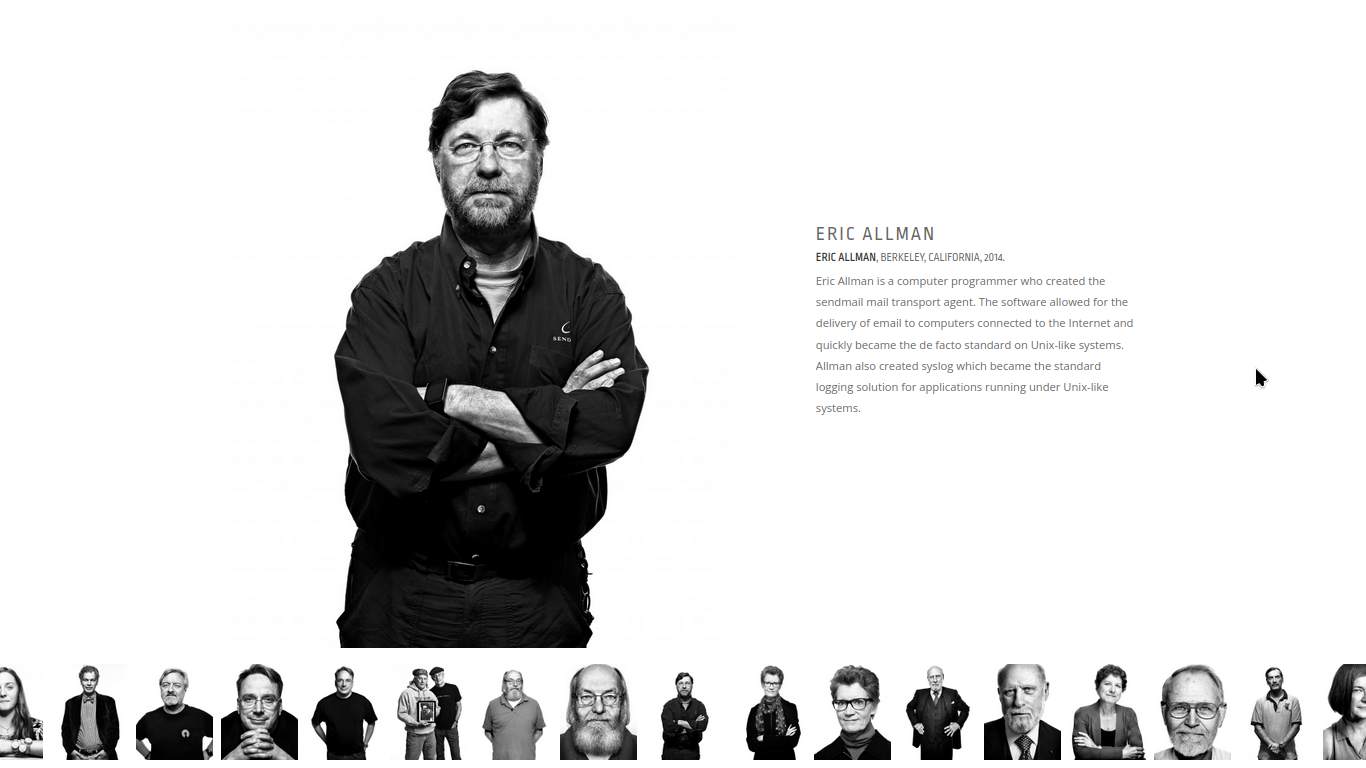 ERIC ALLMAN
ERIC ALLMAN, BERKELEY, CALIFORNIA, 2014.
Eric Allman is a computer programmer who created the
sendmail mail transport agent. The software allowed for the
delivery of email to computers connected to the Internet and
quickly became the de facto standard on Unix-like systems.
Allman also created syslog which became the standard
logging solution for applications running under Unix-like
systems.
SEND